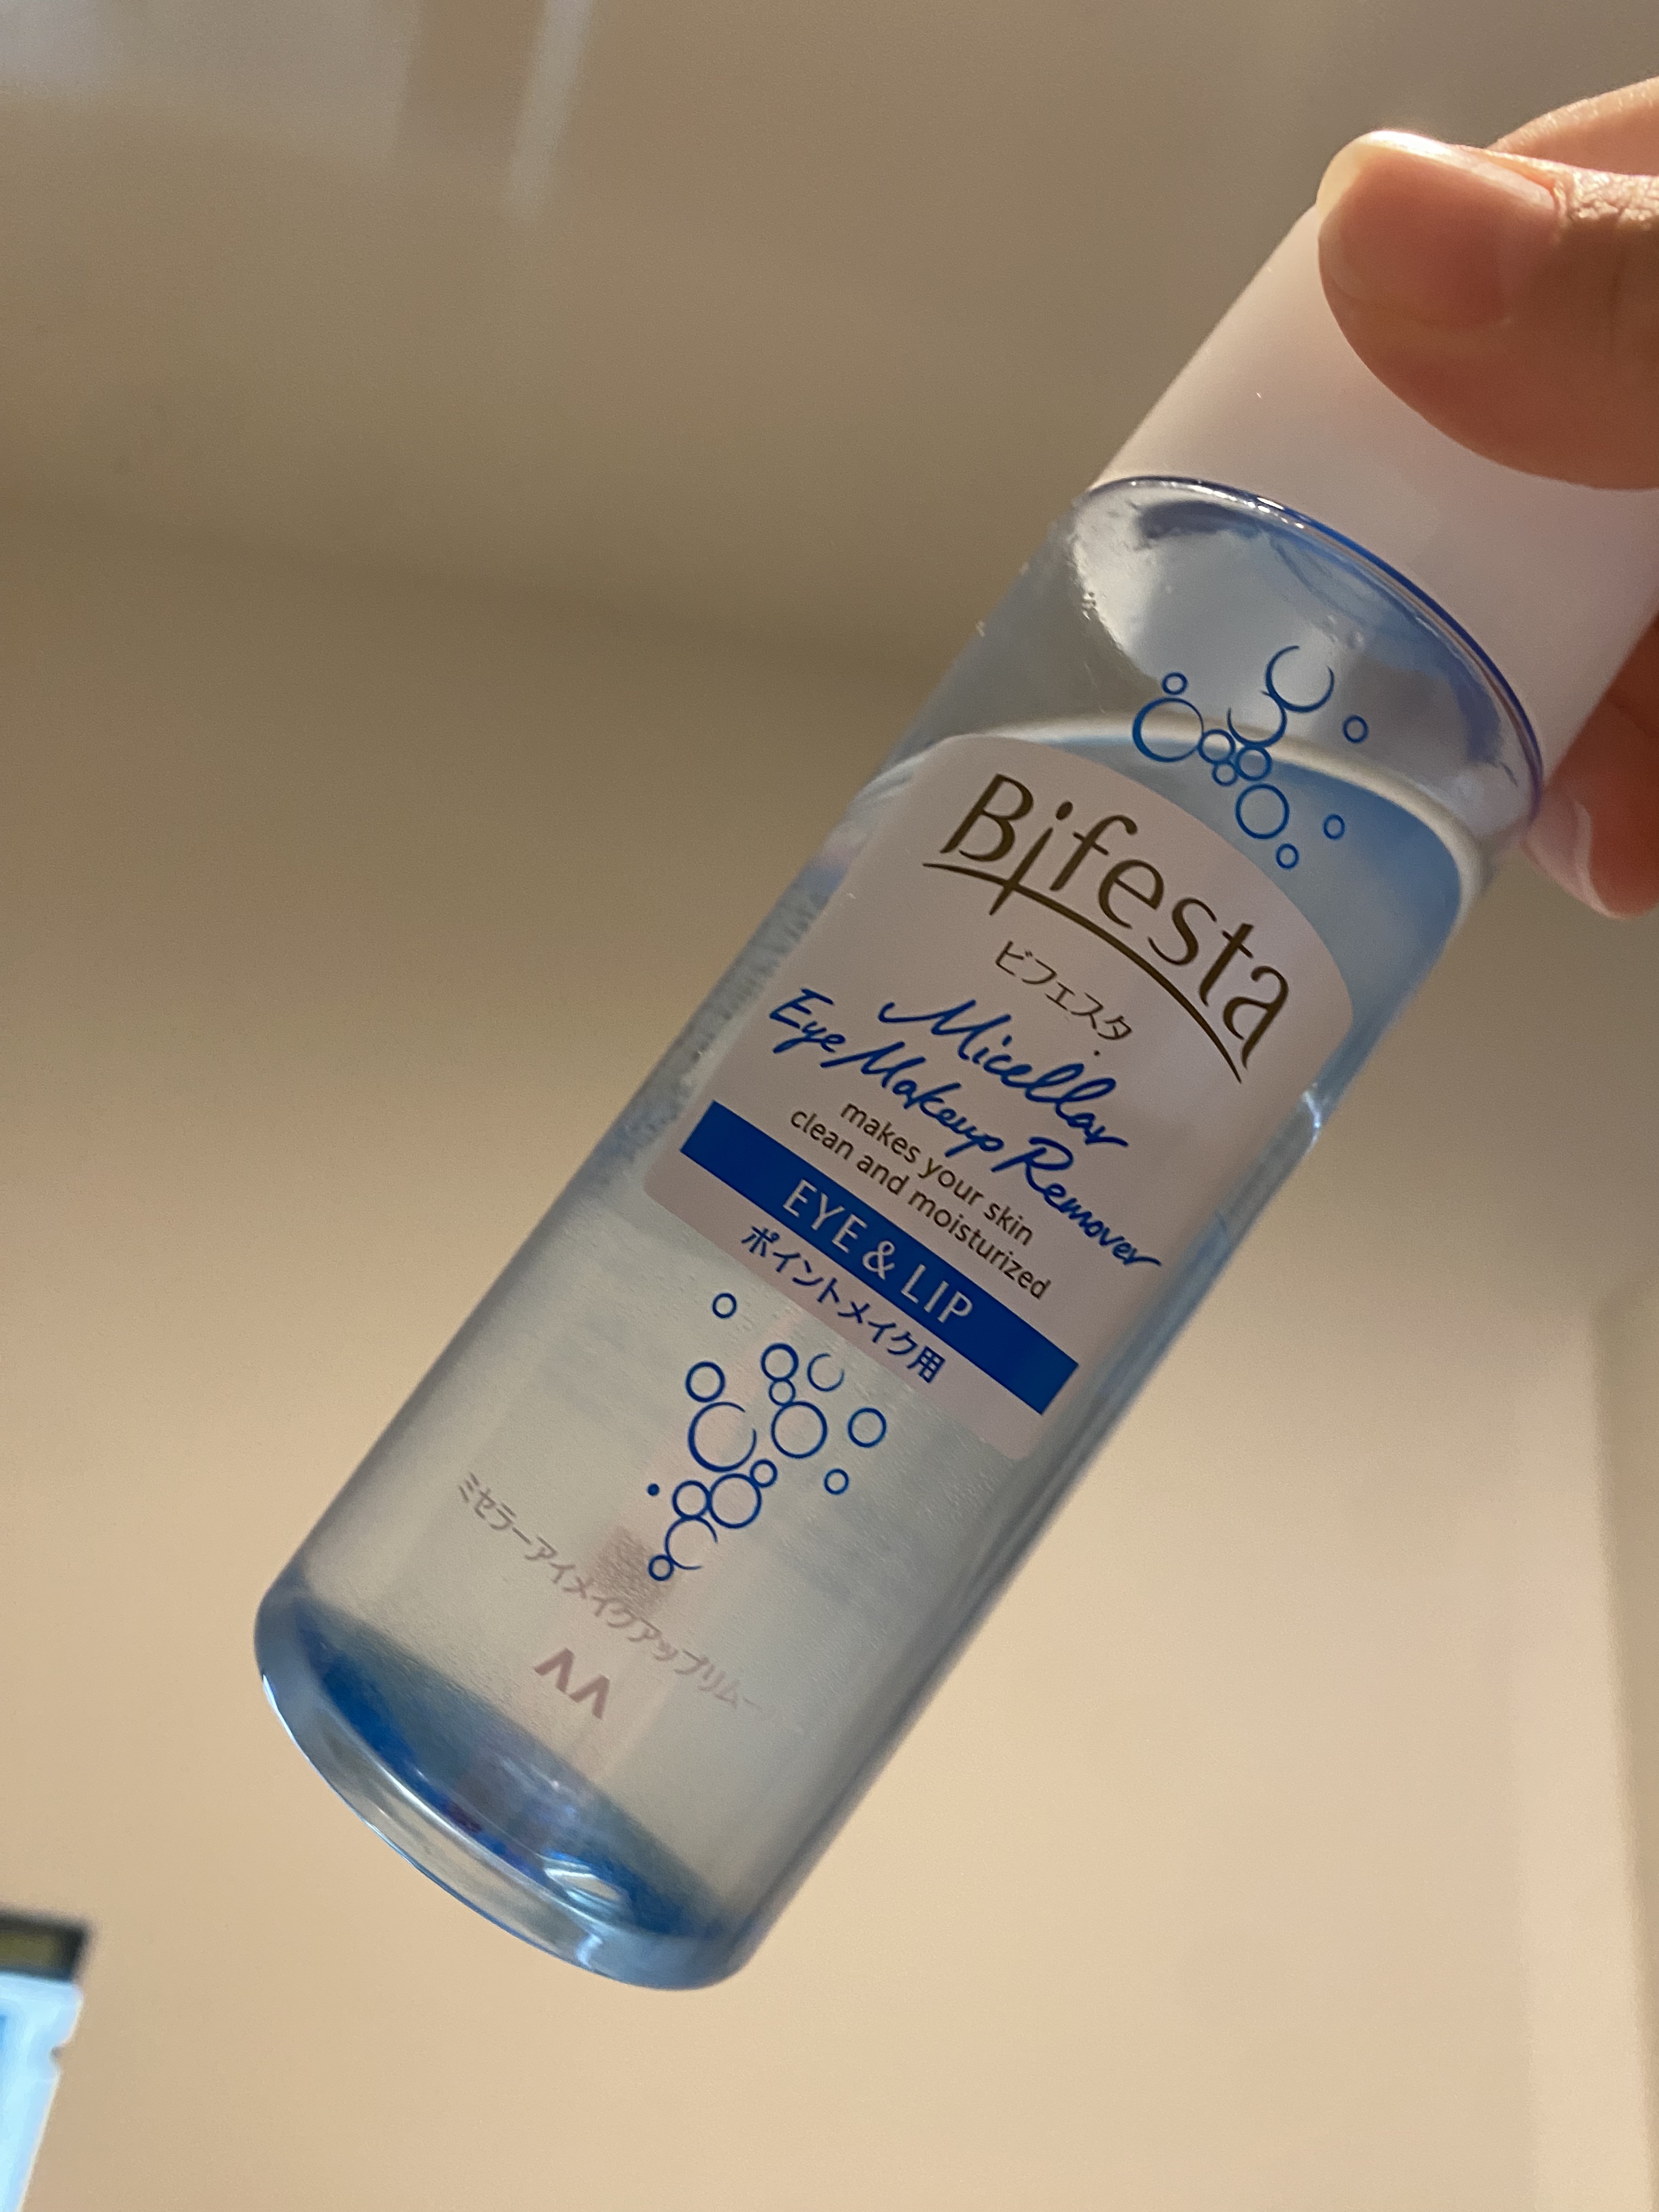 Bifesta
ビフェスタ
Micellar
Eye Makeup Remover
makes your skin
clean and moisturized
EYE & LIP
ポイントメイク用
ミセラーアイメイクアップリムー